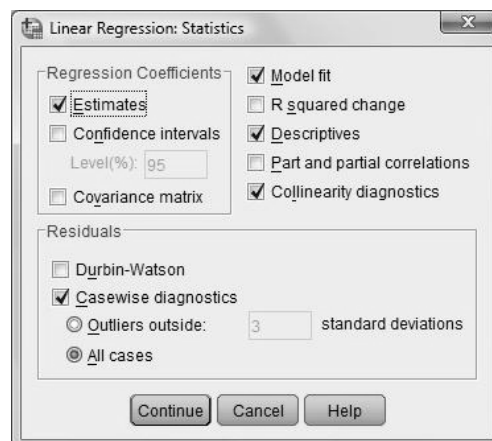 Linear Regression: Statistics
X
Regression Coefficients
Estimates
Confidence intervals
Level(%): 95
Covariance matrix
Model fit
R squared change
Descriptives
Part and partial correlations
Collinearity diagnostics
Residuals
Durbin-Watson
Casewise diagnostics
Outliers outside: 3 standard deviations
All cases
Continue Cancel Help